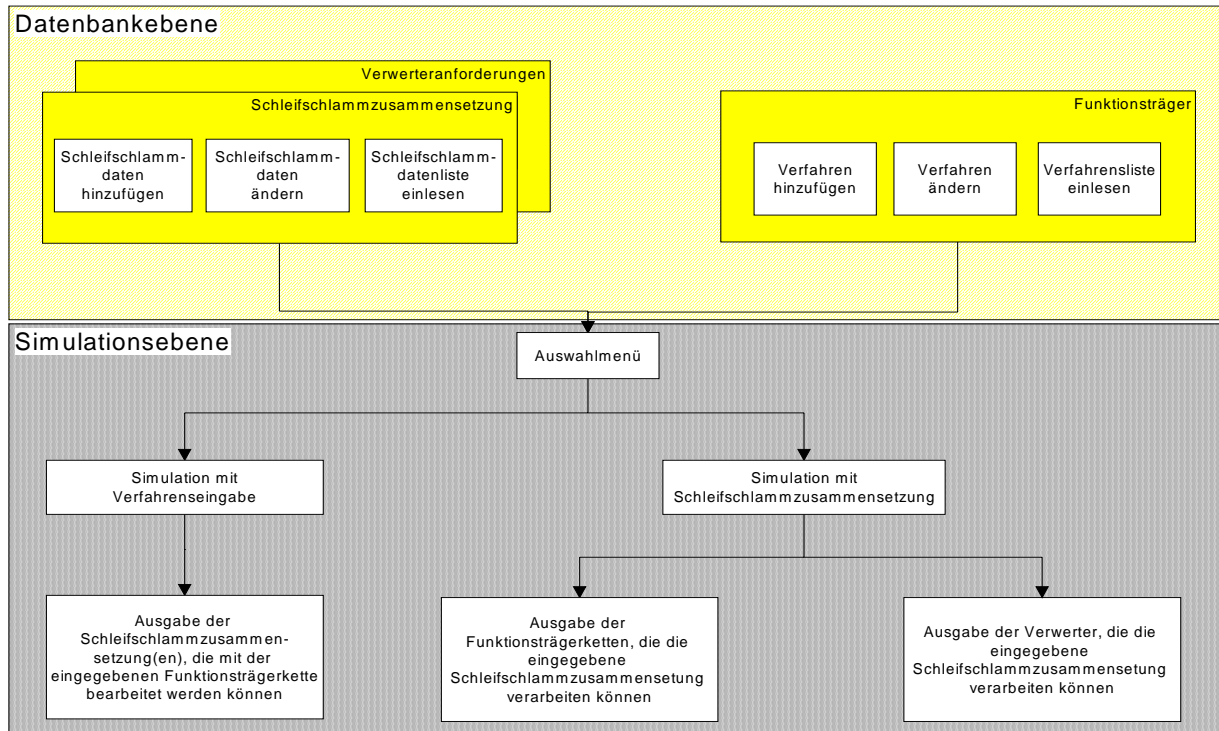 Datenbankebene
Verwerteranforderungen
Schleifschlammzusammensetzung
Schleifschlamm-
daten
hinzufügen
Schleifschlamm-
daten
ändern
Schleifschlamm-
datenliste
einlesen
Funktionsträger
Verfahren
hinzufügen
Verfahren
ändern
Verfahrensliste
einlesen
Simulationsebene
Auswahlmenü
Simulation mit
Verfahrenseingabe
Simulation mit
Schleifschlammzusammensetzung
Ausgabe der
Schleifschlammzusammen-
setzung(en), die mit der
eingegebenen Funktionsträgerkette
bearbeitet werden können
Ausgabe der
Funktionsträgerketten, die die
eingegebene
Schleifschlammzusammensetung
verarbeiten können
Ausgabe der Verwerter, die die
eingegebene
Schleifschlammzusammensetung
verarbeiten können